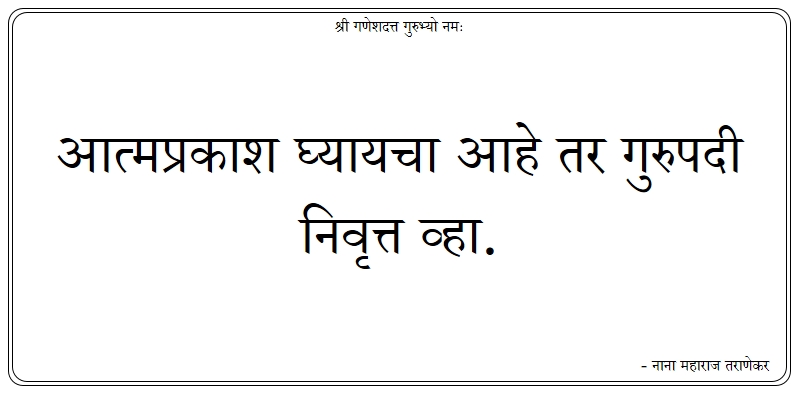 श्री गणेशदत्त गुरुभ्यो नमः
आत्मप्रकाश घ्यायचा आहे तर गुरुपदी
निवृत्त व्हा.
- नाना महाराज तराणेकर